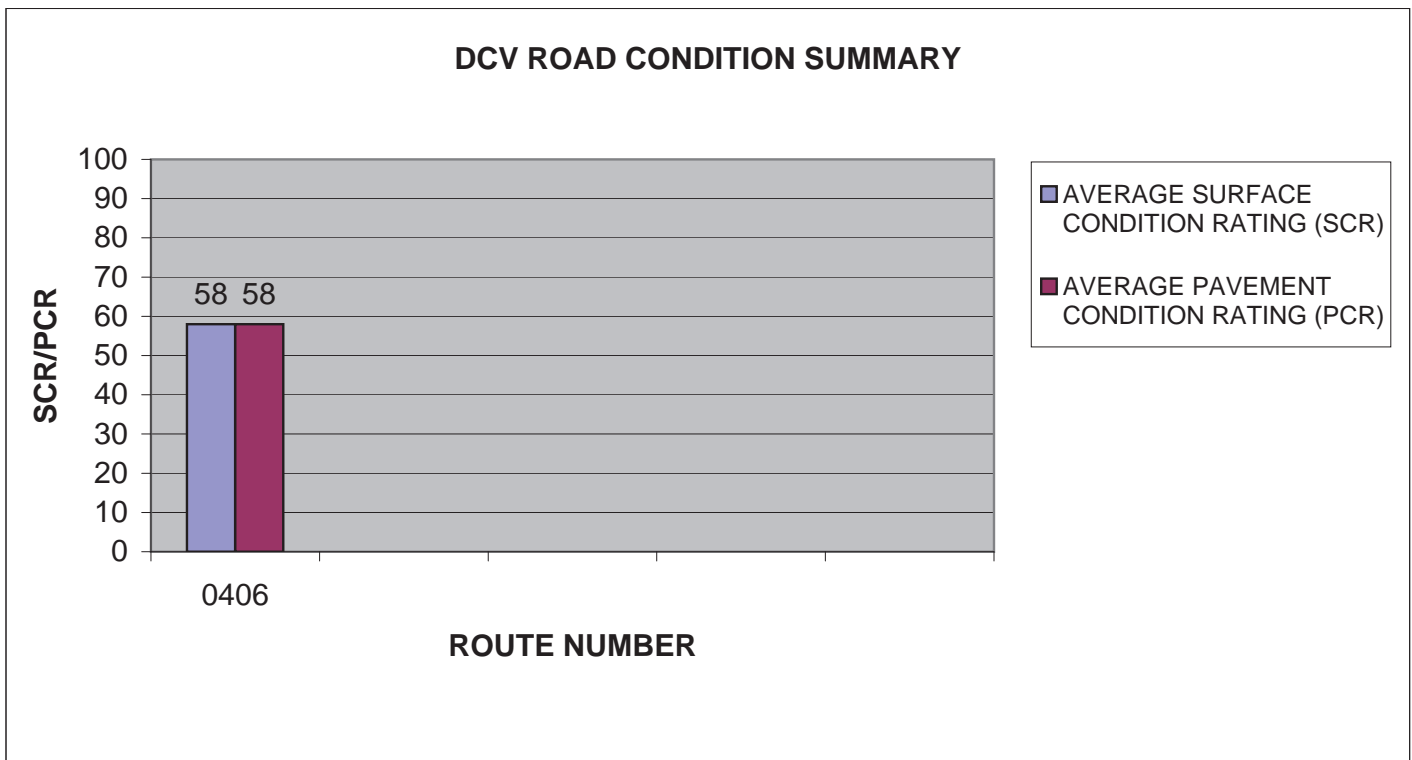 DCV ROAD CONDITION SUMMARY
100
90
80
70
60
50
40
30
20
10
0
SCR/PCR
58 58
0406
ROUTE NUMBER
AVERAGE SURFACE
CONDITION RATING (SCR)
AVERAGE PAVEMENT
CONDITION RATING (PCR)